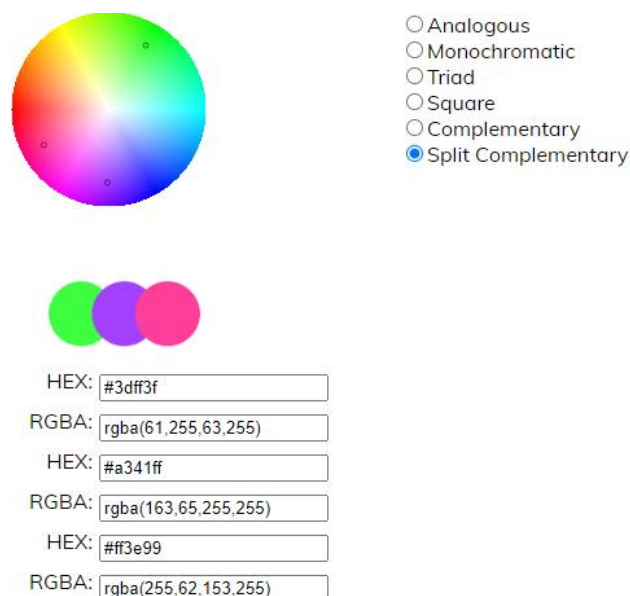 Analogous
Monochromatic
Triad
Square
Complementary
Split Complementary
HEX: #3dff3f
RGBA: rgba(61,255,63,255)
HEX: #a341ff
RGBA: rgba(163,65,255,255)
HEX: #ff3e99
RGBA: rgba(255,62,153,255)